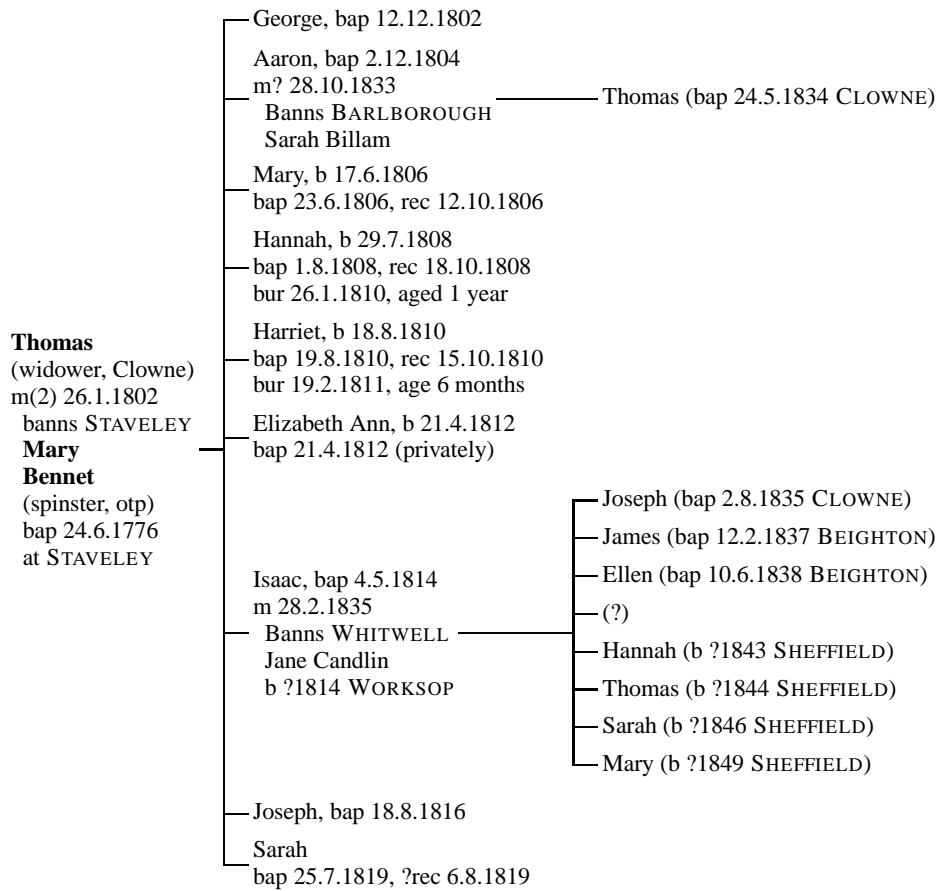 George, bap 12.12.1802
Aaron, bap 2.12.1804
m? 28.10.1833
Banns BARLBOROUGH
Sarah Billam
Thomas (bap 24.5.1834 CLOWNE)
Mary, b 17.6.1806
bap 23.6.1806, rec 12.10.1806
Hannah, b 29.7.1808
bap 1.8.1808, rec 18.10.1808
bur 26.1.1810, aged 1 year
Harriet, b 18.8.1810
bap 19.8.1810, rec 15.10.1810
bur 19.2.1811, age 6 months
Thomas
(widower, Clowne)
m(2) 26.1.1802
banns STAVELEY
Mary
Bennet
(spinster, otp)
bap 24.6.1776
at STAVELEY
Elizabeth Ann, b 21.4.1812
bap 21.4.1812 (privately)
Isaac, bap 4.5.1814
m 28.2.1835
Banns WHITWELL
Jane Candlin
b ?1814 WORKSOP
Joseph (bap 2.8.1835 CLOWNE)
James (bap 12.2.1837 BEIGHTON)
Ellen (bap 10.6.1838 BEIGHTON)
(?)
Hannah (b ?1843 SHEFFIELD)
Thomas (b ?1844 SHEFFIELD)
Sarah (b ?1846 SHEFFIELD)
Mary (b ?1849 SHEFFIELD)
Joseph, bap 18.8.1816
Sarah
bap 25.7.1819, ?rec 6.8.1819